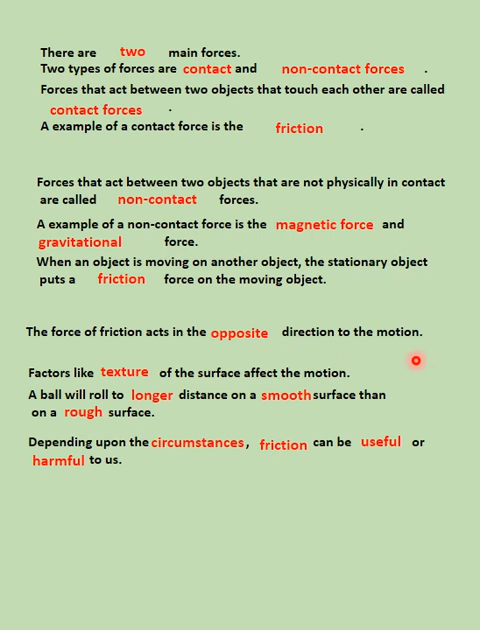 There are two main forces.
Two types of forces are contact and non-contact forces .
Forces that act between two objects that touch each other are called
contact forces .
A example of a contact force is the friction .
Forces that act between two objects that are not physically in contact
are called non-contact forces.
A example of a non-contact force is the magnetic force and
gravitational force.
When an object is moving on another object, the stationary object
puts a friction force on the moving object.
The force of friction acts in the opposite direction to the motion.
Factors like texture of the surface affect the motion.
A ball will roll to longer distance on a smooth surface than
on a rough surface.
Depending upon the circumstances, friction can be useful or
harmful to us.